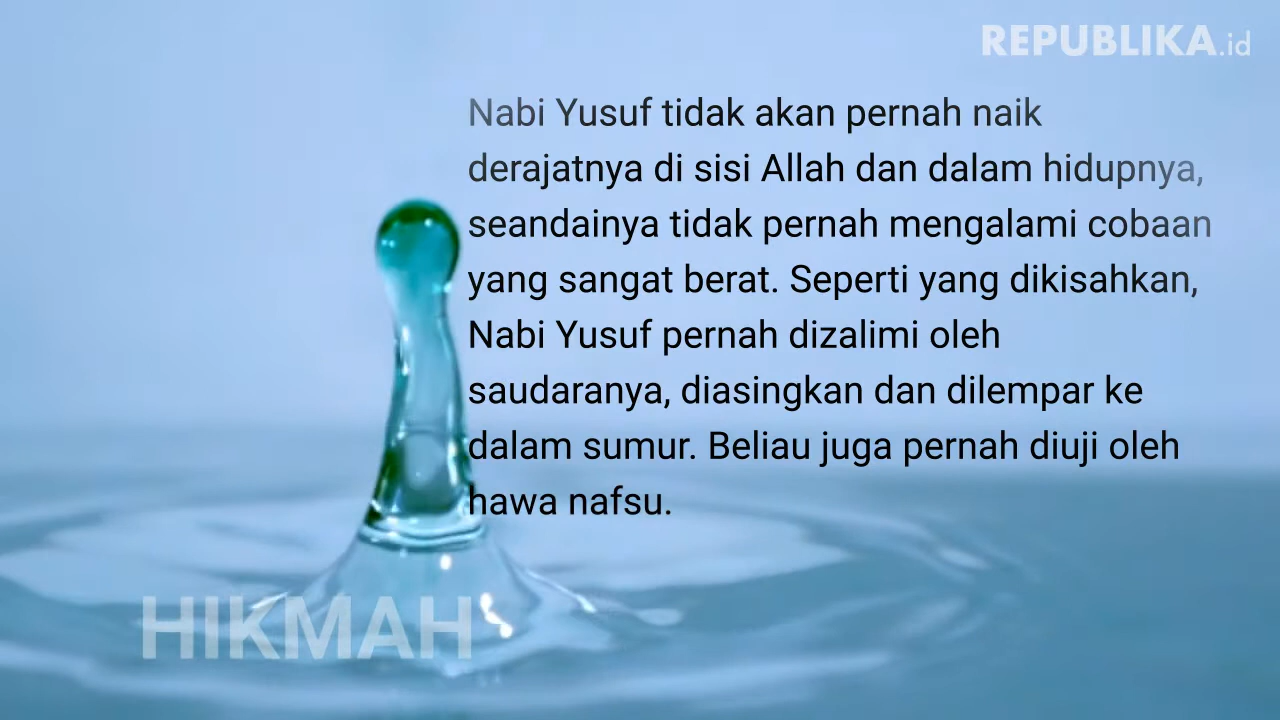 REPUBLIKA.id
Nabi Yusuf tidak akan pernah naik
derajatnya di sisi Allah dan dalam hidupnya,
seandainya tidak pernah mengalami cobaan
yang sangat berat. Seperti yang dikisahkan,
Nabi Yusuf pernah dizalimi oleh
saudaranya, diasingkan dan dilempar ke
dalam sumur. Beliau juga pernah diuji oleh
hawa nafsu.
HIKMAH